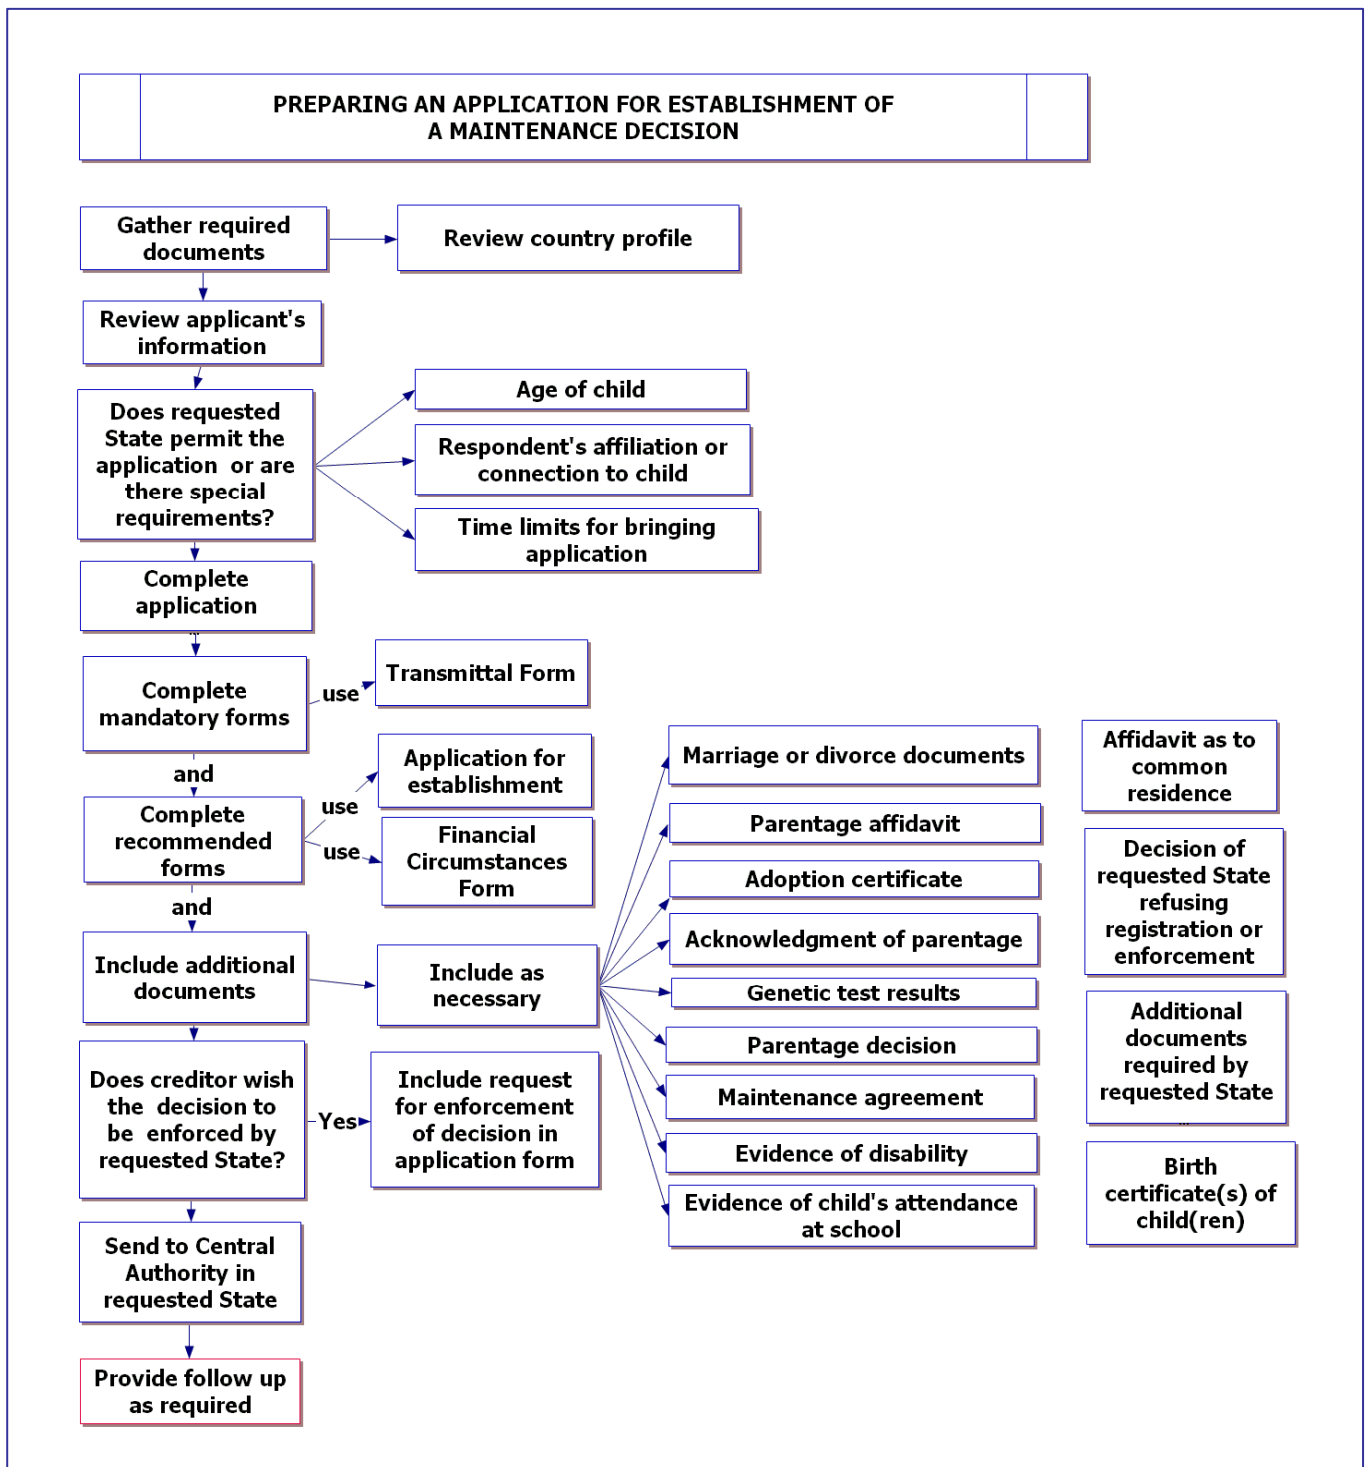 PREPARING AN APPLICATION FOR ESTABLISHMENT OF
A MAINTENANCE DECISION
Gather required
documents
Review country profile
Review applicant's
information
Does requested
State permit the
application or are
there special
requirements?
Age of child
Respondent's affiliation or
connection to child
Time limits for bringing
application
Complete
application
Complete
mandatory forms
use
Transmittal Form
and
Complete
recommended
forms
use
Application for
establishment
use
Financial
Circumstances
Form
and
Include additional
documents
Include as
necessary
Marriage or divorce documents
Parentage affidavit
Adoption certificate
Acknowledgment of parentage
Genetic test results
Parentage decision
Maintenance agreement
Evidence of disability
Evidence of child's attendance
at school
Affidavit as to
common
residence
Decision of
requested State
refusing
registration or
enforcement
Additional
documents
required by
requested State
Birth
certificate(s) of
child(ren)
Does creditor wish
the decision to
be enforced by
requested State?
Yes
Include request
for enforcement
of decision in
application form
Send to Central
Authority in
requested State
Provide follow up
as required